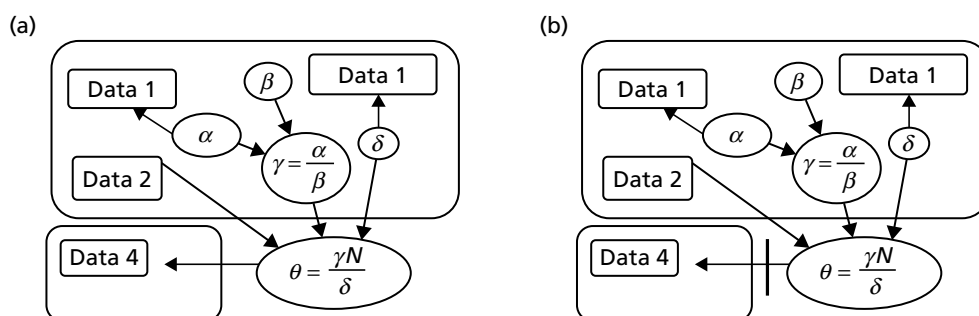 (a)
Data 1
β
Data 1
α
δ
γ = α/β
Data 2
Data 4
θ = γN/δ
(b)
Data 1
β
Data 1
α
δ
γ = α/β
Data 2
Data 4
θ = γN/δ